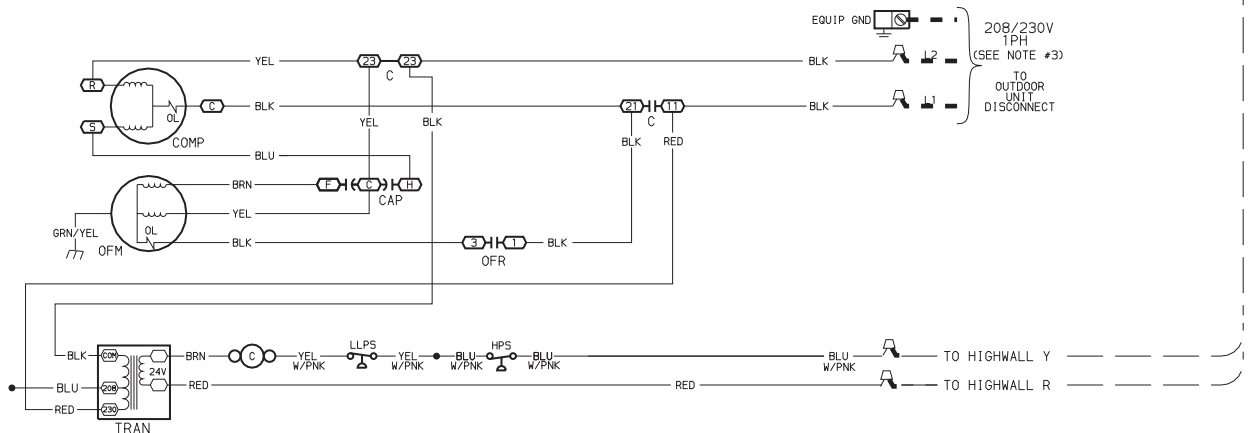 EQUIP GND
208/230V
1PH
(SEE NOTE #3)
TO
OUTDOOR
UNIT
DISCONNECT
YEL
23
23
C
BLK
L2
R
OL
C
BLK
21
11
C
BLK
L1
COMP
S
YEL
BLK
BLK
RED
BLU
BRN
F
C
H
CAP
YEL
GRN/YEL
OL
OFM
BLK
3
1
BLK
OFR
BLK
COM
BRN
C
YEL
W/PNK
LLPS
YEL
W/PNK
BLU
W/PNK
HPS
BLU
W/PNK
BLU
W/PNK
TO HIGHWALL Y
24V
BLU
208
RED
RED
TO HIGHWALL R
RED
230
TRAN